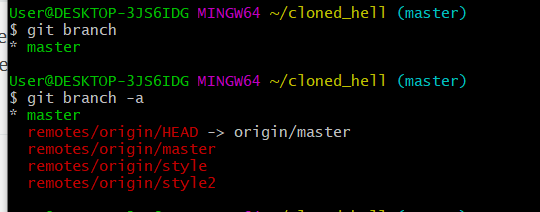 User@DESKTOP-3JS6IDG MINGW64 ~/cloned_hell (master)
$ git branch
* master
User@DESKTOP-3JS6IDG MINGW64 ~/cloned_hell (master)
$ git branch -a
* master
remotes/origin/HEAD -> origin/master
remotes/origin/master
remotes/origin/style
remotes/origin/style2